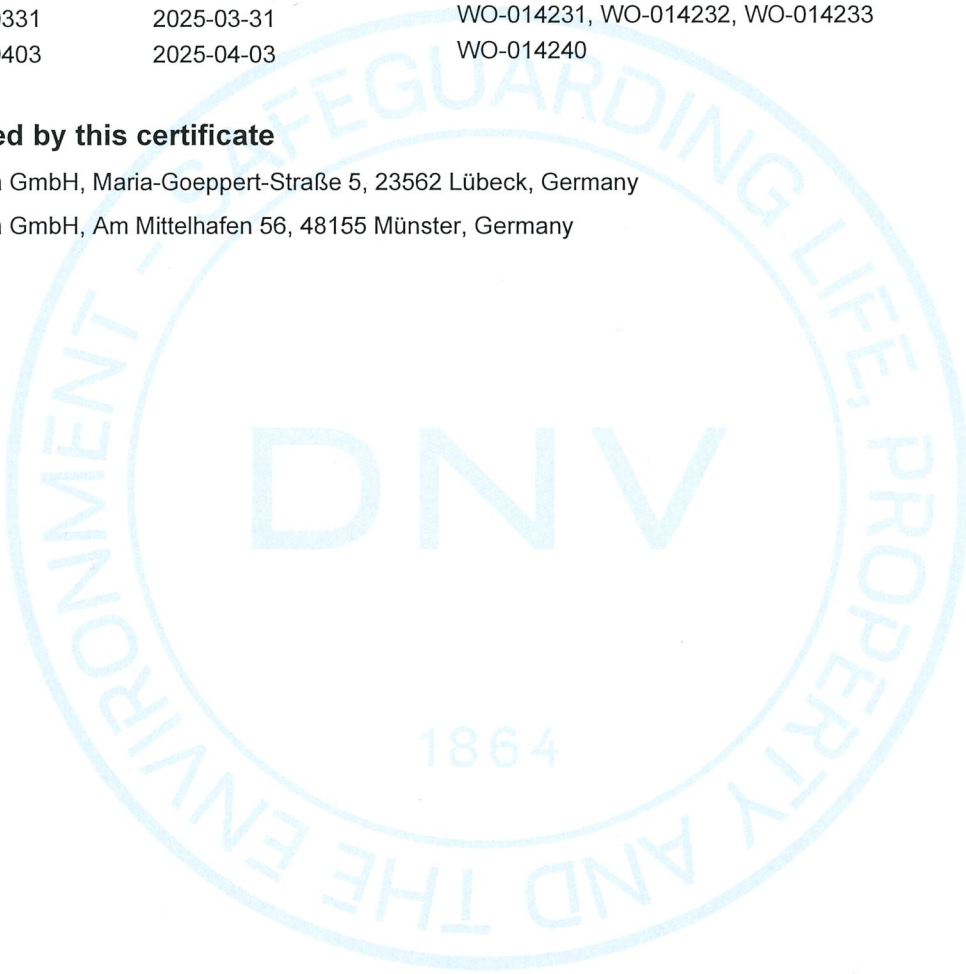 331 2025-03-31 WO-014231, WO-014232, WO-014233
403 2025-04-03 WO-014240
ed by this certificate
GmbH, Maria-Goeppert-Straße 5, 23562 Lübeck, Germany
GmbH, Am Mittelhafen 56, 48155 Münster, Germany
SAFEGUARDING LIFE, PROPERTY AND THE ENVIRONMENT -
DNV
1864